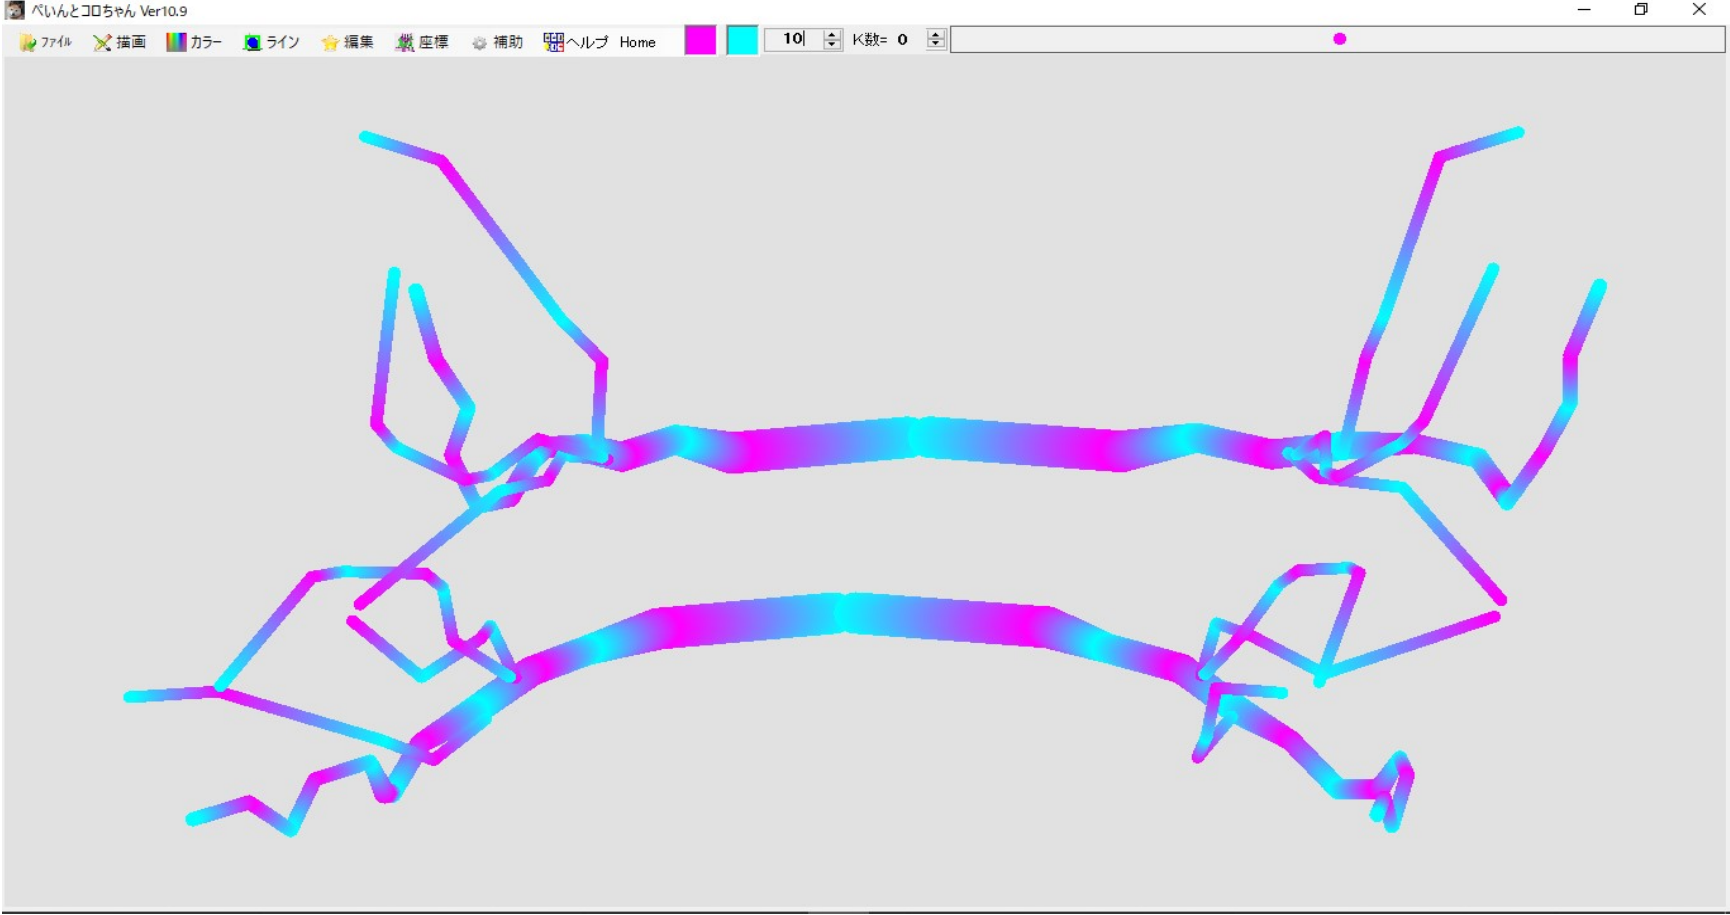 ぺいんとコロちゃん Ver10.9
ファイル 描画 カラー ライン 編集 座標 補助 ヘルプ Home 10 K数= 0